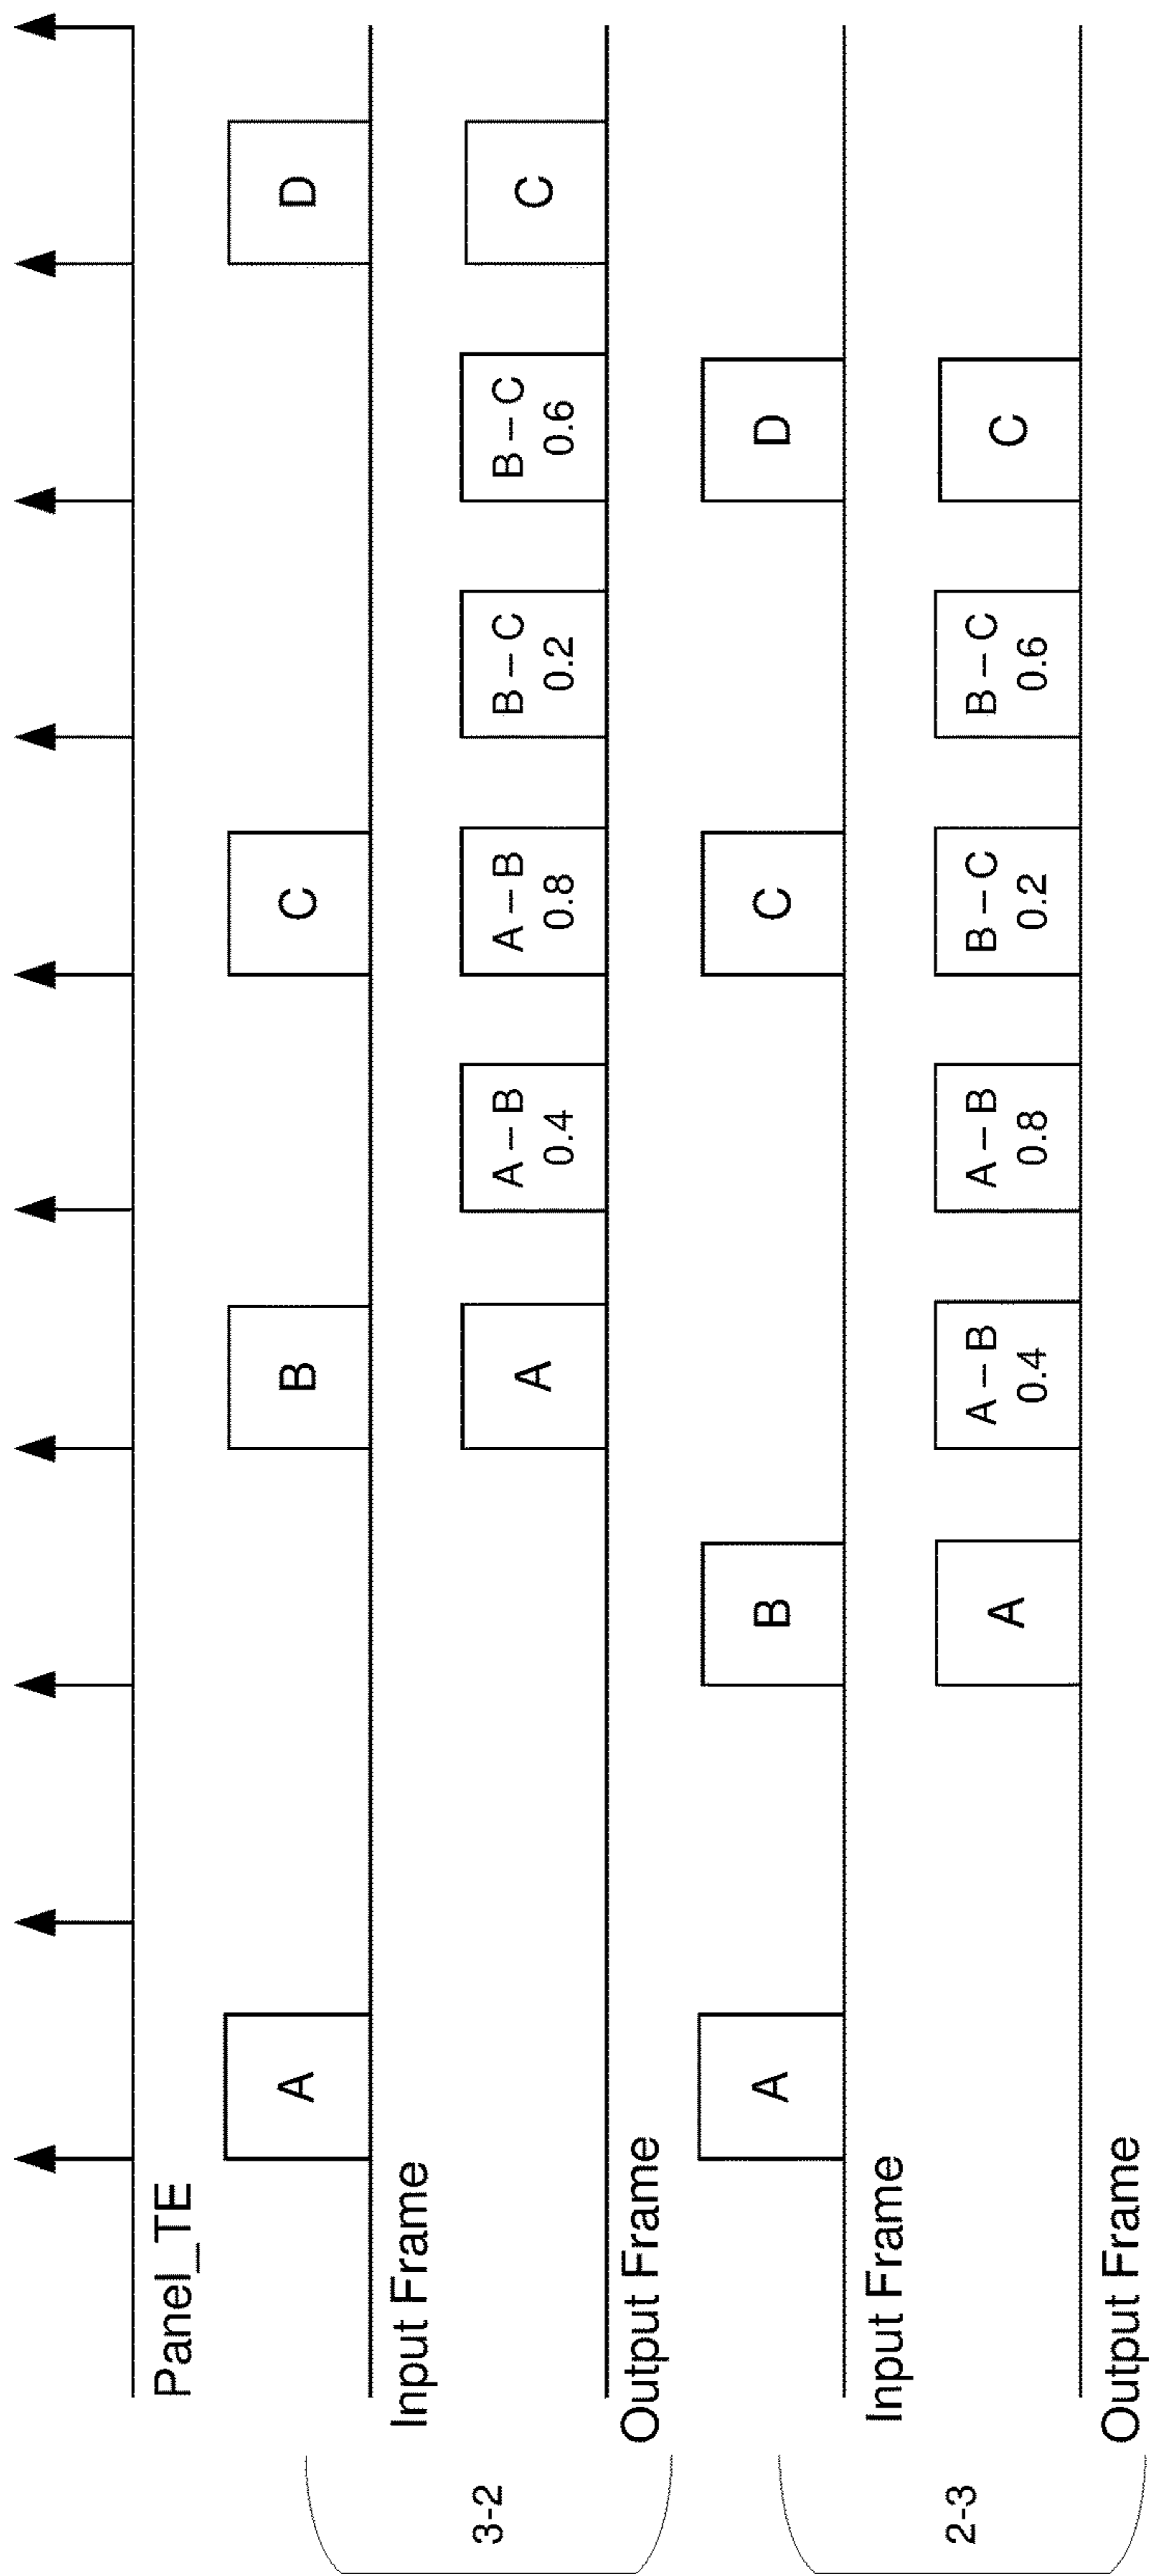 Panel_TE
3-2
A
B
C
D
Input Frame
A
A – B
0.4
A – B
0.8
B – C
0.2
B – C
0.6
C
Output Frame
2-3
A
B
C
D
Input Frame
A
A – B
0.4
A – B
0.8
B – C
0.2
B – C
0.6
C
Output Frame